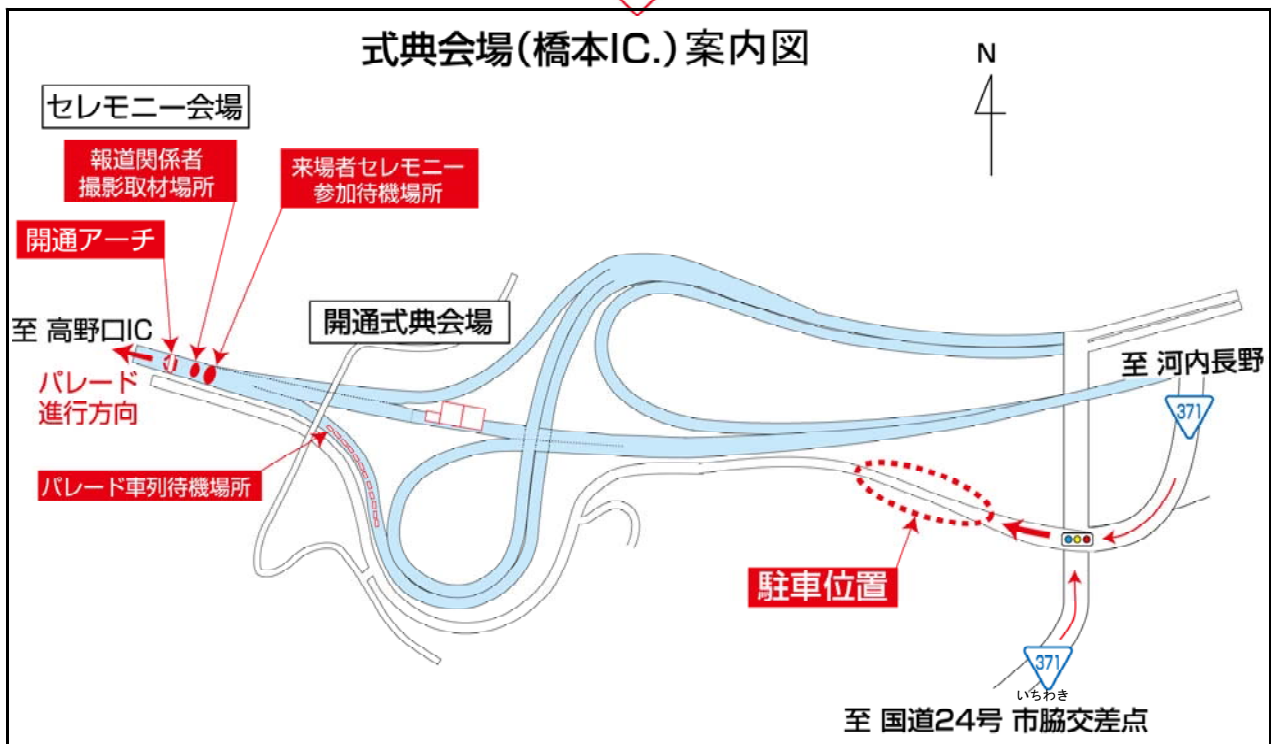 式典会場(橋本IC.)案内図
N
セレモニー会場
報道関係者
撮影取材場所
来場者セレモニー
参加待機場所
開通アーチ
開通式典会場
至 高野口IC
パレード
進行方向
至 河内長野
371
パレード車列待機場所
駐車位置
371
いちわき
至 国道24号 市脇交差点